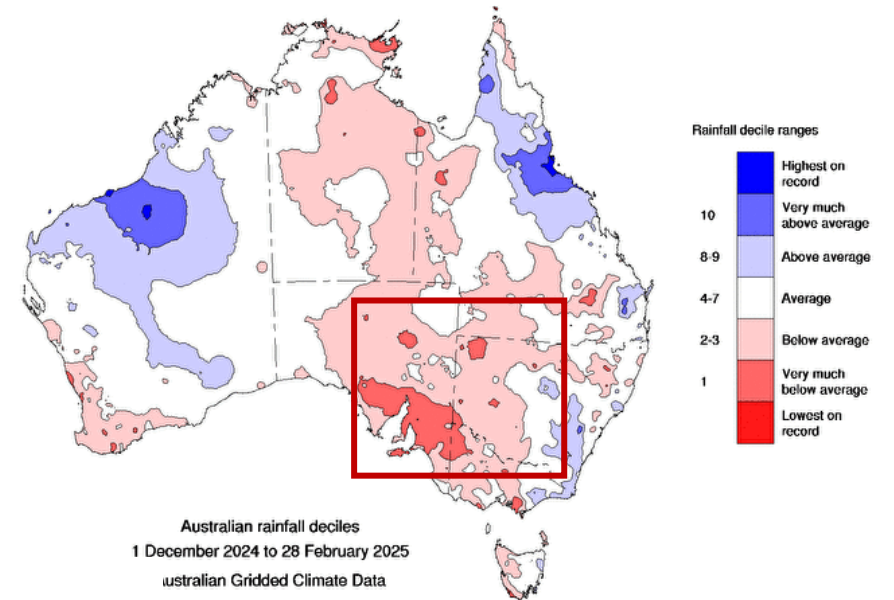 Rainfall decile ranges
Highest on
record
10
Very much
above average
8-9
Above average
4-7
Average
2-3
Below average
1
Very much
below average
Lowest on
record
Australian rainfall deciles
1 December 2024 to 28 February 2025
ustralian Gridded Climate Data